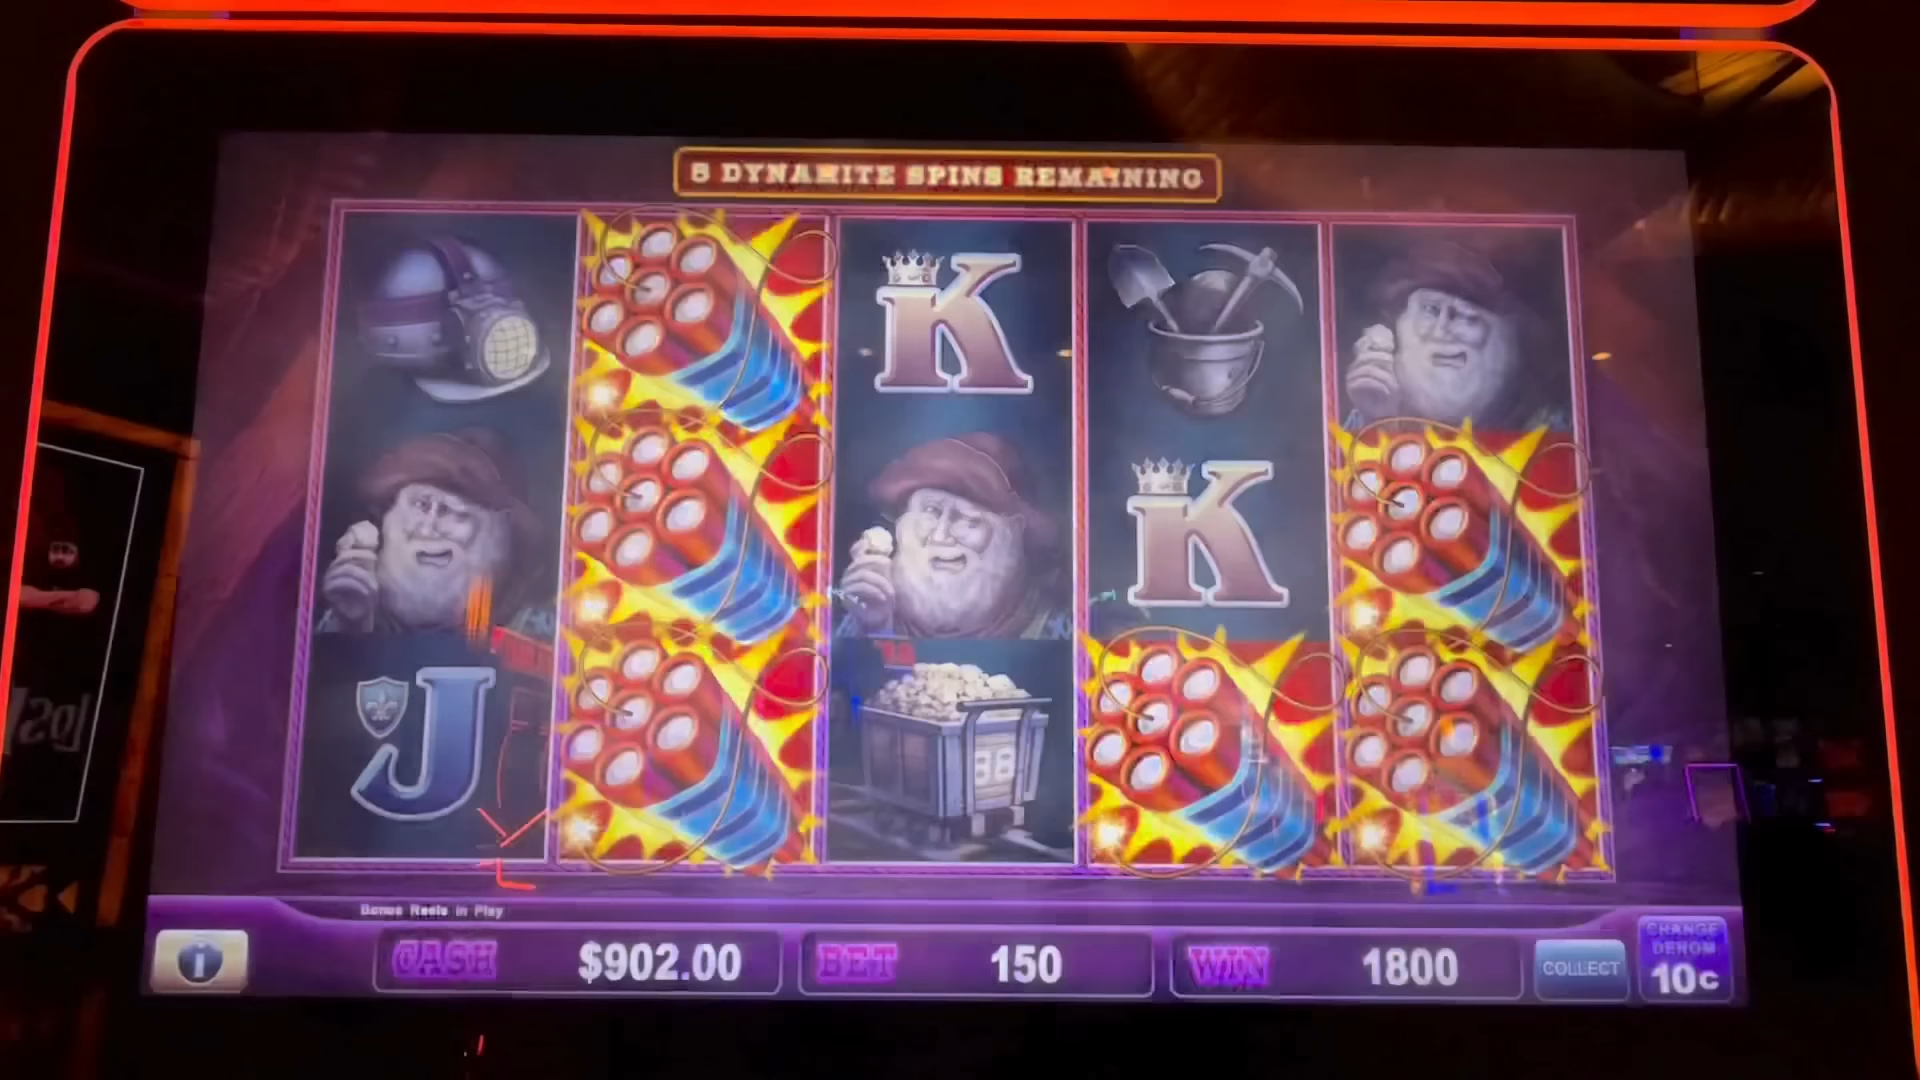 5 DYNAMITE SPINS REMAINING
K
K
J
88
Bonus Reels in Play
CASH $902.00
BET 150
WIN 1800
COLLECT
CHANGE
DENOM
10¢